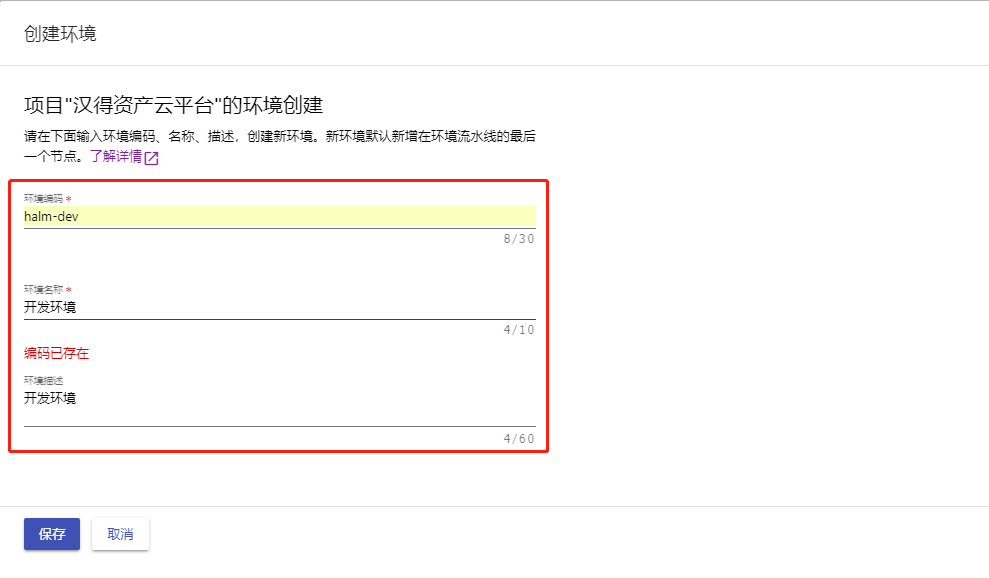 创建环境
项目"汉得资产云平台"的环境创建
请在下面输入环境编码、名称、描述，创建新环境。新环境默认新增在环境流水线的最后
一个节点。了解详情
环境编码 *
halm-dev
8/30
环境名称 *
开发环境
4/10
编码已存在
环境描述
开发环境
4/60
保存 取消